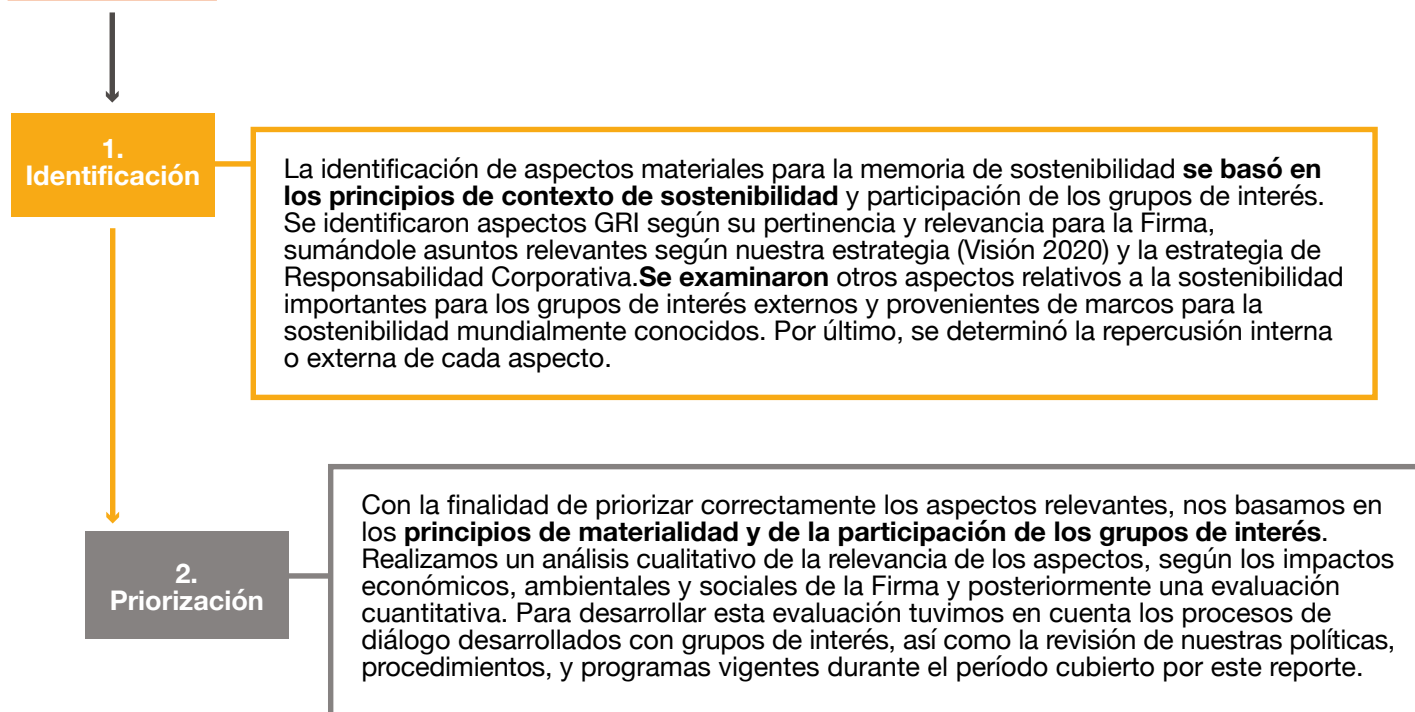 1.
Identificación
La identificación de aspectos materiales para la memoria de sostenibilidad se basó en
los principios de contexto de sostenibilidad y participación de los grupos de interés.
Se identificaron aspectos GRI según su pertinencia y relevancia para la Firma,
sumándole asuntos relevantes según nuestra estrategia (Visión 2020) y la estrategia de
Responsabilidad Corporativa.Se examinaron otros aspectos relativos a la sostenibilidad
importantes para los grupos de interés externos y provenientes de marcos para la
sostenibilidad mundialmente conocidos. Por último, se determinó la repercusión interna
o externa de cada aspecto.
2.
Priorización
Con la finalidad de priorizar correctamente los aspectos relevantes, nos basamos en
los principios de materialidad y de la participación de los grupos de interés.
Realizamos un análisis cualitativo de la relevancia de los aspectos, según los impactos
económicos, ambientales y sociales de la Firma y posteriormente una evaluación
cuantitativa. Para desarrollar esta evaluación tuvimos en cuenta los procesos de
diálogo desarrollados con grupos de interés, así como la revisión de nuestras políticas,
procedimientos, y programas vigentes durante el período cubierto por este reporte.